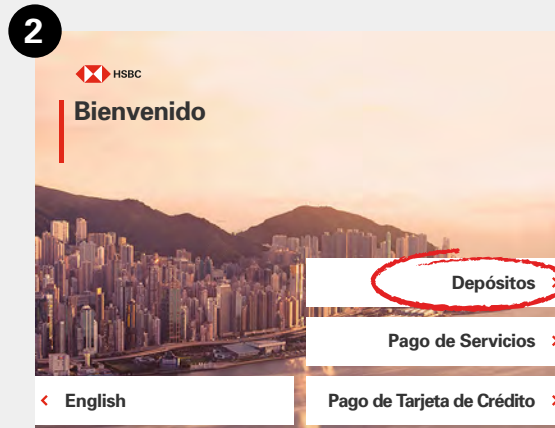 2
HSBC
Bienvenido
Depósitos
Pago de Servicios
English
Pago de Tarjeta de Crédito